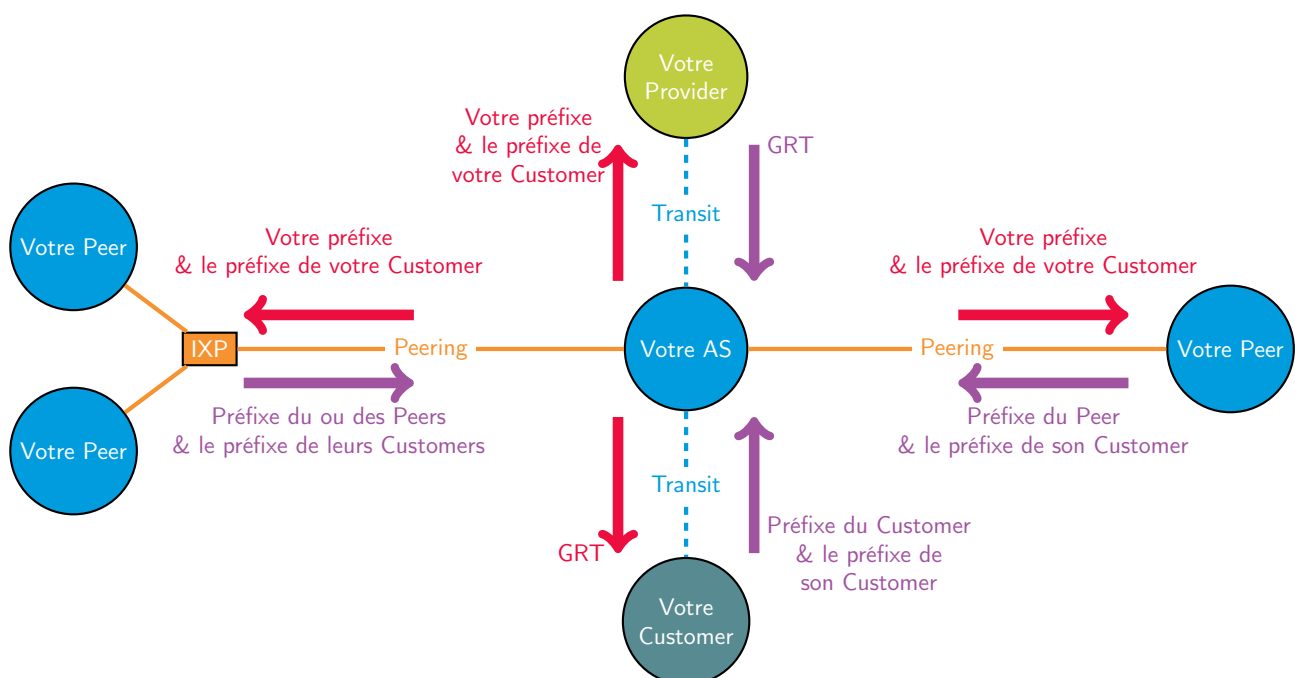 Votre
Provider
Votre préfixe
& le préfixe de
votre Customer
GRT
Transit
Votre Peer
Votre préfixe
& le préfixe de votre Customer
Votre préfixe
& le préfixe de votre Customer
IXP
Peering
Votre AS
Peering
Votre Peer
Votre Peer
Préfixe du ou des Peers
& le préfixe de leurs Customers
Préfixe du Peer
& le préfixe de son Customer
Transit
GRT
Préfixe du Customer
& le préfixe de
son Customer
Votre
Customer